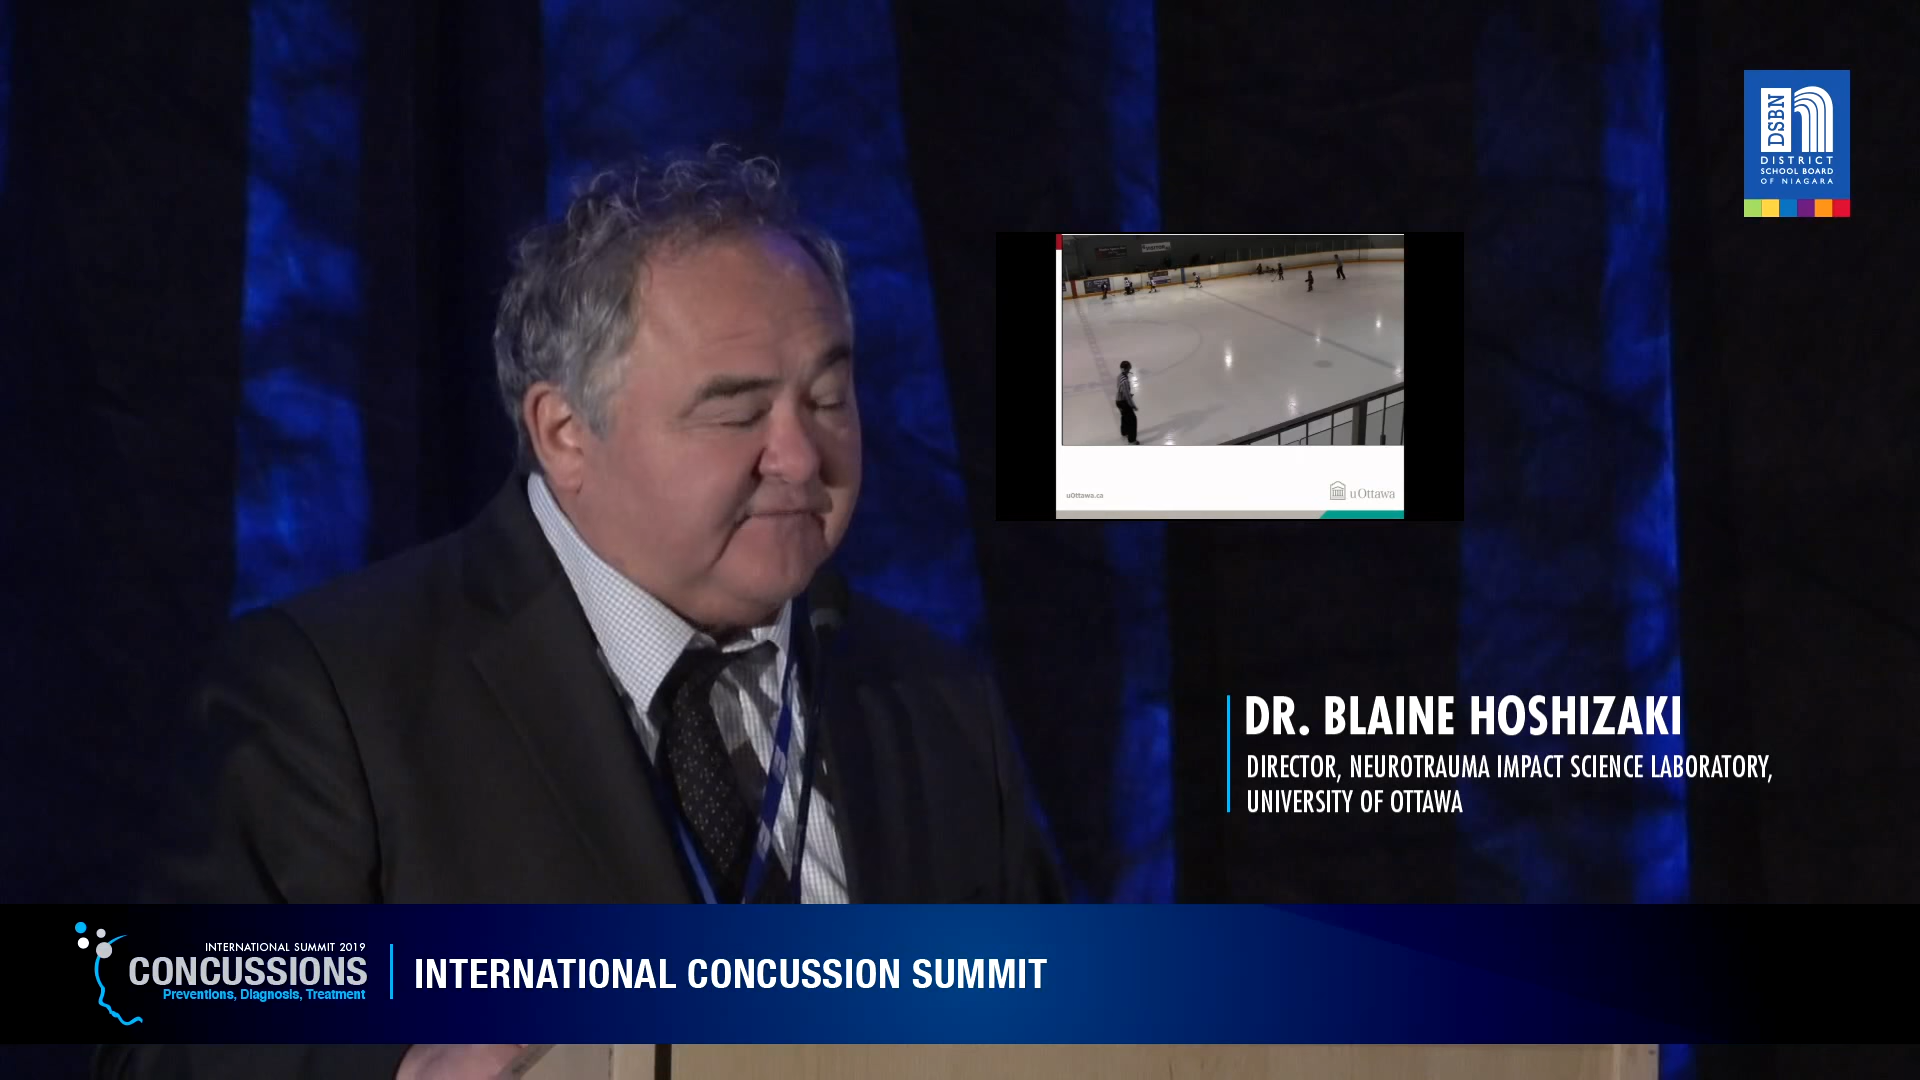 DSBN
DISTRICT
SCHOOL BOARD
OF NIAGARA
uOttawa.ca
uOttawa
DR. BLAINE HOSHIZAKI
DIRECTOR, NEUROTRAUMA IMPACT SCIENCE LABORATORY,
UNIVERSITY OF OTTAWA
INTERNATIONAL SUMMIT 2019
CONCUSSIONS
Preventions, Diagnosis, Treatment
INTERNATIONAL CONCUSSION SUMMIT